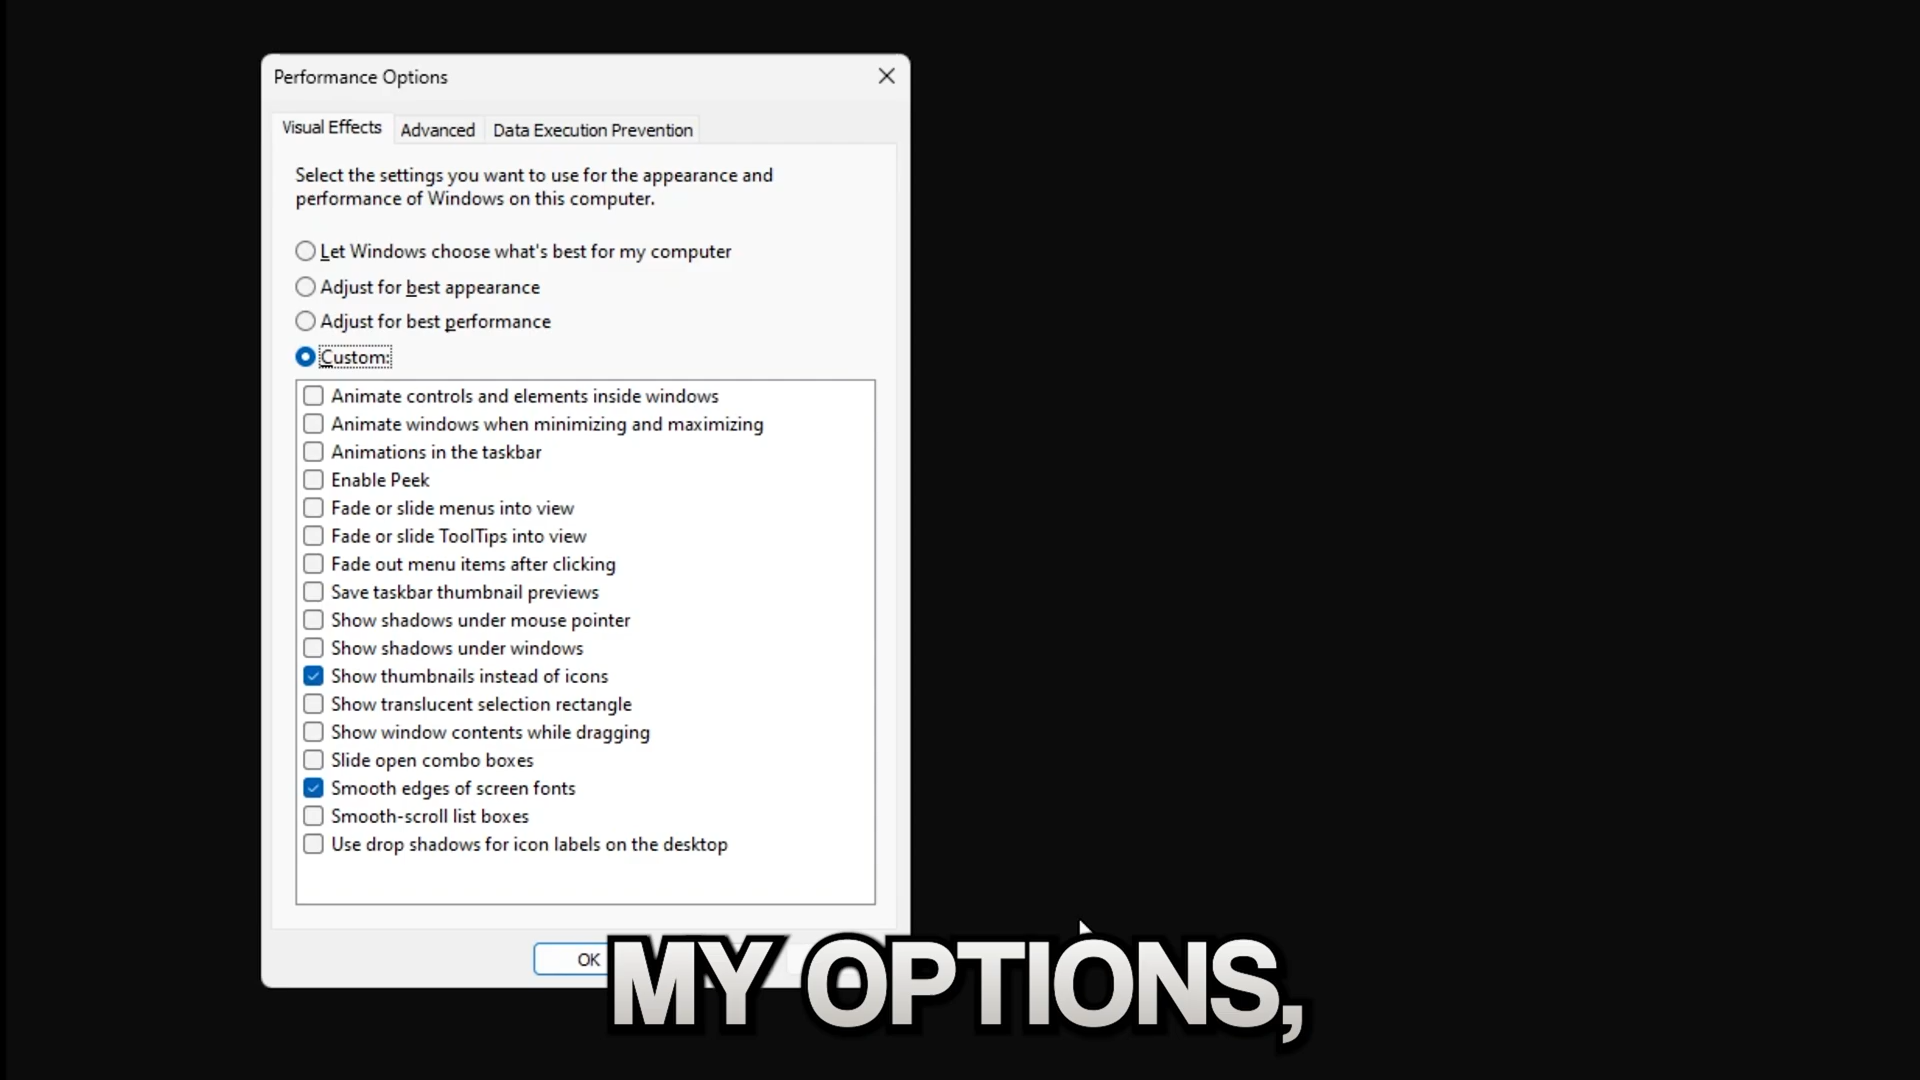 Performance Options
Visual Effects
Advanced
Data Execution Prevention
Select the settings you want to use for the appearance and
performance of Windows on this computer.
Let Windows choose what's best for my computer
Adjust for best appearance
Adjust for best performance
Custom:
Animate controls and elements inside windows
Animate windows when minimizing and maximizing
Animations in the taskbar
Enable Peek
Fade or slide menus into view
Fade or slide ToolTips into view
Fade out menu items after clicking
Save taskbar thumbnail previews
Show shadows under mouse pointer
Show shadows under windows
Show thumbnails instead of icons
Show translucent selection rectangle
Show window contents while dragging
Slide open combo boxes
Smooth edges of screen fonts
Smooth-scroll list boxes
Use drop shadows for icon labels on the desktop
OK
MY OPTIONS,